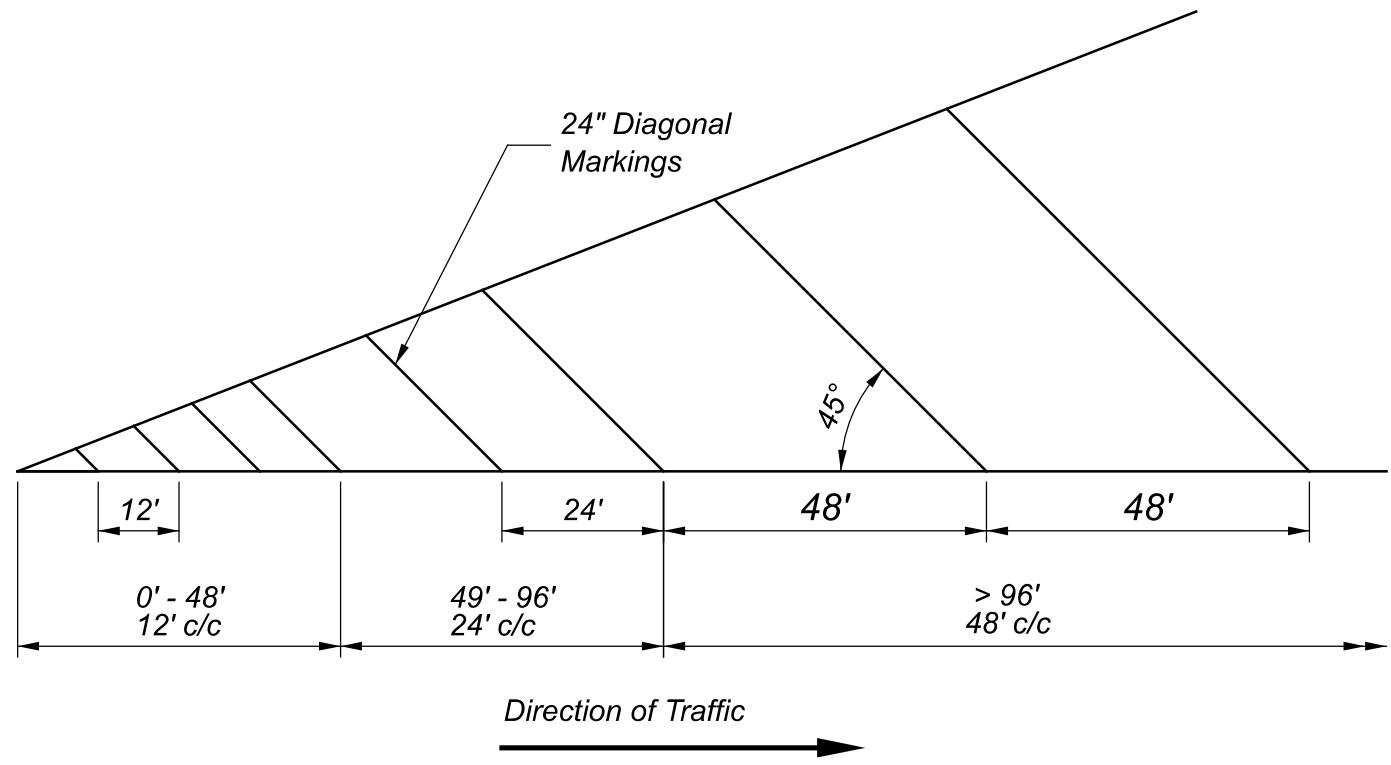 24" Diagonal
Markings
45°
12'
24'
48'
48'
0' - 48'
12' c/c
49' - 96'
24' c/c
> 96'
48' c/c
Direction of Traffic